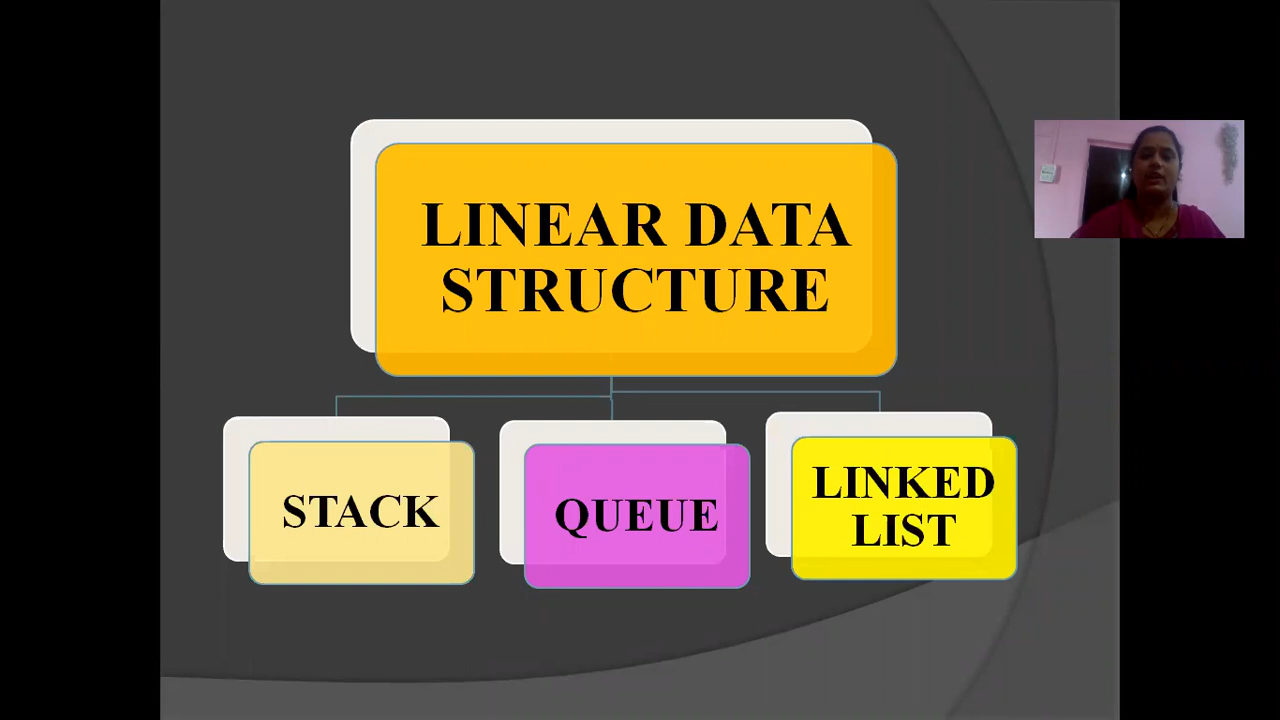 LINEAR DATA
STRUCTURE
STACK
QUEUE
LINKED
LIST